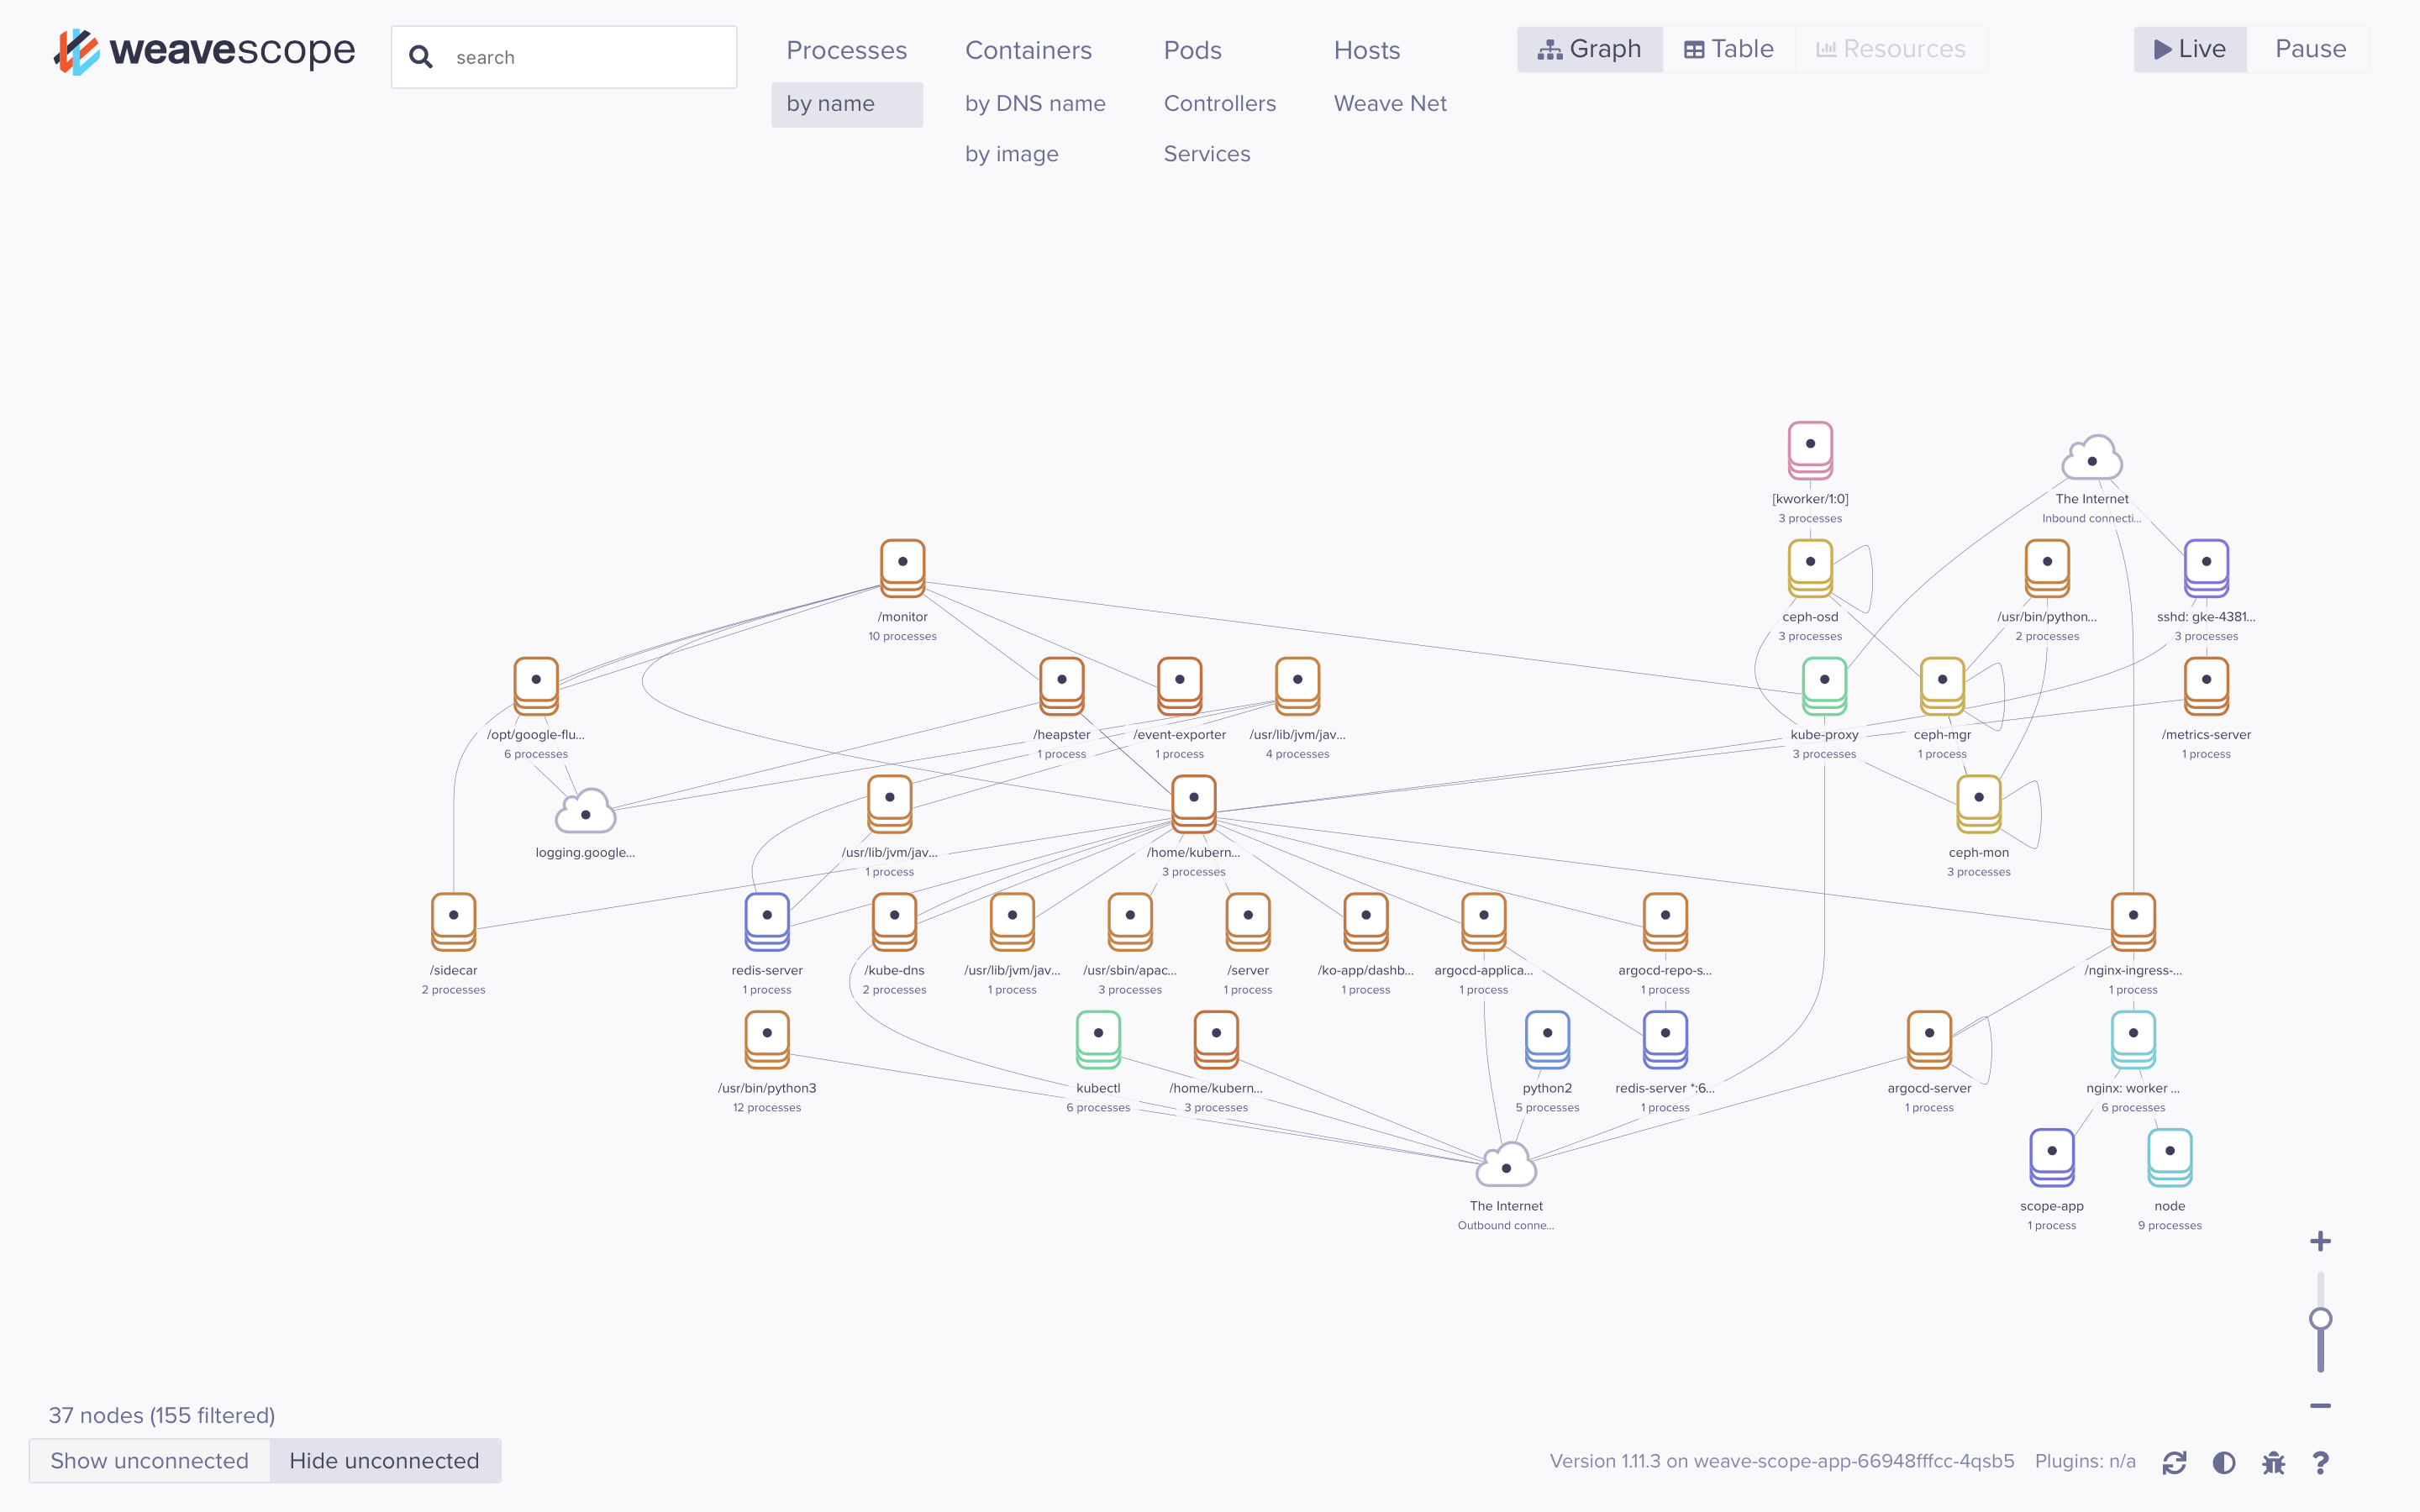 weavescope
search
Processes
Containers
Pods
Hosts
by name
by DNS name
Controllers
Weave Net
by image
Services
Graph
Table
Resources
Live
Pause
[kworker/1:0]
3 processes
The Internet
Inbound connecti...
/monitor
10 processes
ceph-osd
3 processes
/usr/bin/python...
2 processes
sshd: gke-4381...
3 processes
/opt/google-flu...
6 processes
/heapster
1 process
/event-exporter
1 process
/usr/lib/jvm/jav...
4 processes
kube-proxy
3 processes
ceph-mgr
1 process
/metrics-server
1 process
logging.google...
/usr/lib/jvm/jav...
1 process
/home/kubern...
3 processes
ceph-mon
3 processes
/sidecar
2 processes
redis-server
1 process
/kube-dns
2 processes
/usr/lib/jvm/jav...
1 process
/usr/sbin/apac...
3 processes
/server
1 process
/ko-app/dashb...
1 process
argocd-applica...
1 process
argocd-repo-s...
1 process
/nginx-ingress-...
1 process
/usr/bin/python3
12 processes
kubectl
6 processes
/home/kubern...
3 processes
python2
5 processes
redis-server *:6...
1 process
argocd-server
1 process
nginx: worker ...
6 processes
The Internet
Outbound conne...
scope-app
1 process
node
9 processes
37 nodes (155 filtered)
Show unconnected
Hide unconnected
Version 1.11.3 on weave-scope-app-66948fffcc-4qsb5
Plugins: n/a